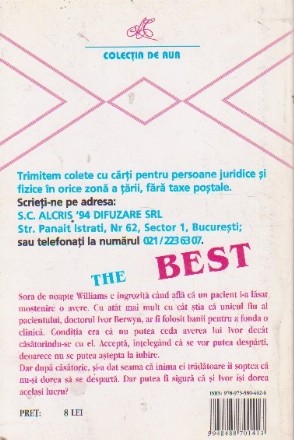 COLECȚIA DE AUR
Trimitem colete cu cărți pentru persoane juridice și
fizice în orice zonă a țării, fără taxe poștale.
Scrieți-ne pe adresa:
S.C. ALCRIS '94 DIFUZARE SRL
Str. Panait Istrati, Nr 62, Sector 1, București;
sau telefonați la numărul 021/223 63 07.
THE BEST
Sora de noapte Williams e îngrozită când află că un pacient i-a lăsat
moștenire o avere. Cu atât mai mult cu cât știa că unicul fiu al
pacientului, doctorul Ivor Berwyn, ar fi folosit banii pentru a fonda o
clinică. Condiția era că nu putea ceda averea lui Ivor decât
căsătorindu-se cu el. Acceptă, înțelegând că se vor putea despărți,
deoarece nu se putea aștepta la iubire.
Dar după căsătorie, și-a dat seama că inima ei trădătoare îi șoptea că
nu-și dorea să se despartă. Dar putea fi sigură că și Ivor își dorea
același lucru?
PREȚ: 8 LEI